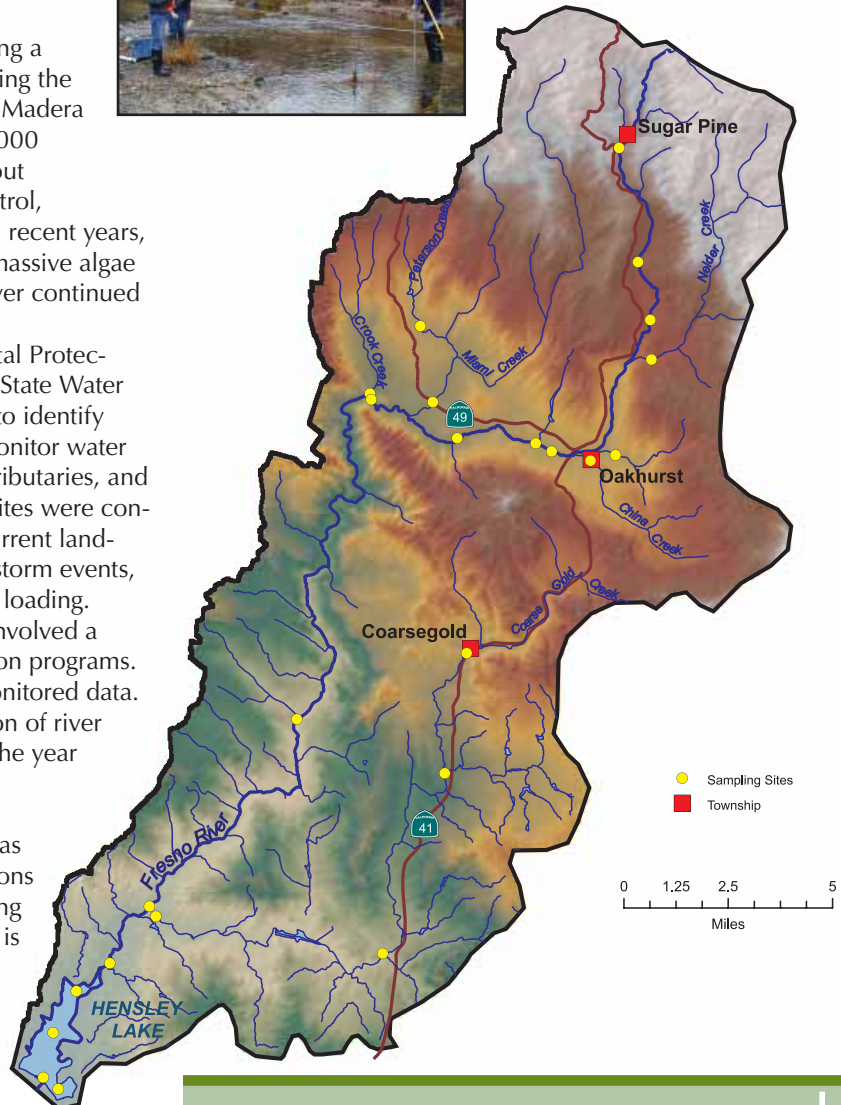 ng a
ing the
Madera
000
out
trol,
recent years,
massive algae
ver continued
tal Protec-
State Water
to identify
onitor water
ributaries, and
ites were con-
urrent land-
storm events,
loading.
nvolved a
on programs.
onitored data.
on of river
he year
as
ons
ng
is
Sugar Pine
Nelder Creek
Peterson Creek
Crook Creek
Miami Creek
49
Oakhurst
China Creek
Coarse Gold Creek
Coarsegold
41
Fresno River
HENSLEY
LAKE
Sampling Sites
Township
0 1.25 2.5 5
Miles